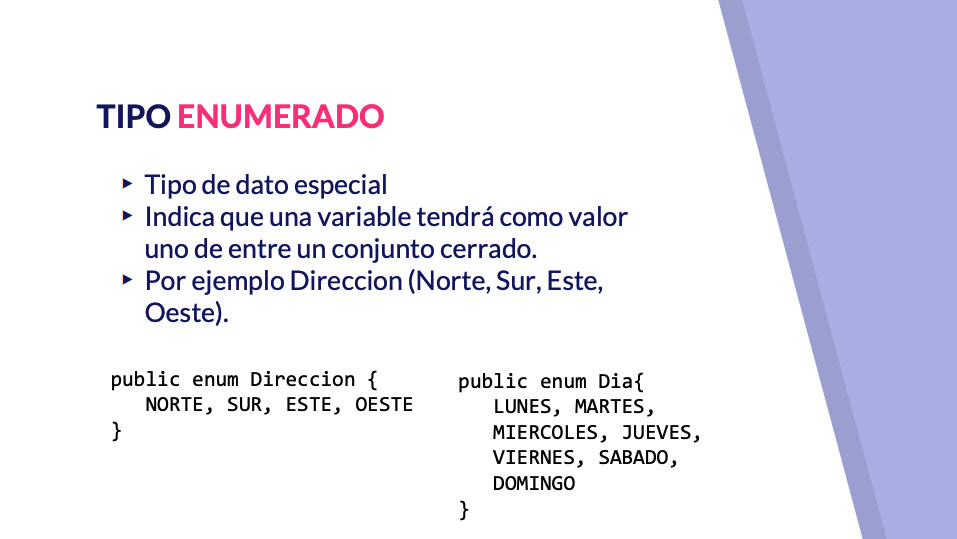 TIPO ENUMERADO
▸ Tipo de dato especial
▸ Indica que una variable tendrá como valor
uno de entre un conjunto cerrado.
▸ Por ejemplo Direccion (Norte, Sur, Este,
Oeste).
public enum Direccion {
   NORTE, SUR, ESTE, OESTE
}
public enum Dia{
   LUNES, MARTES,
   MIERCOLES, JUEVES,
   VIERNES, SABADO,
   DOMINGO
}